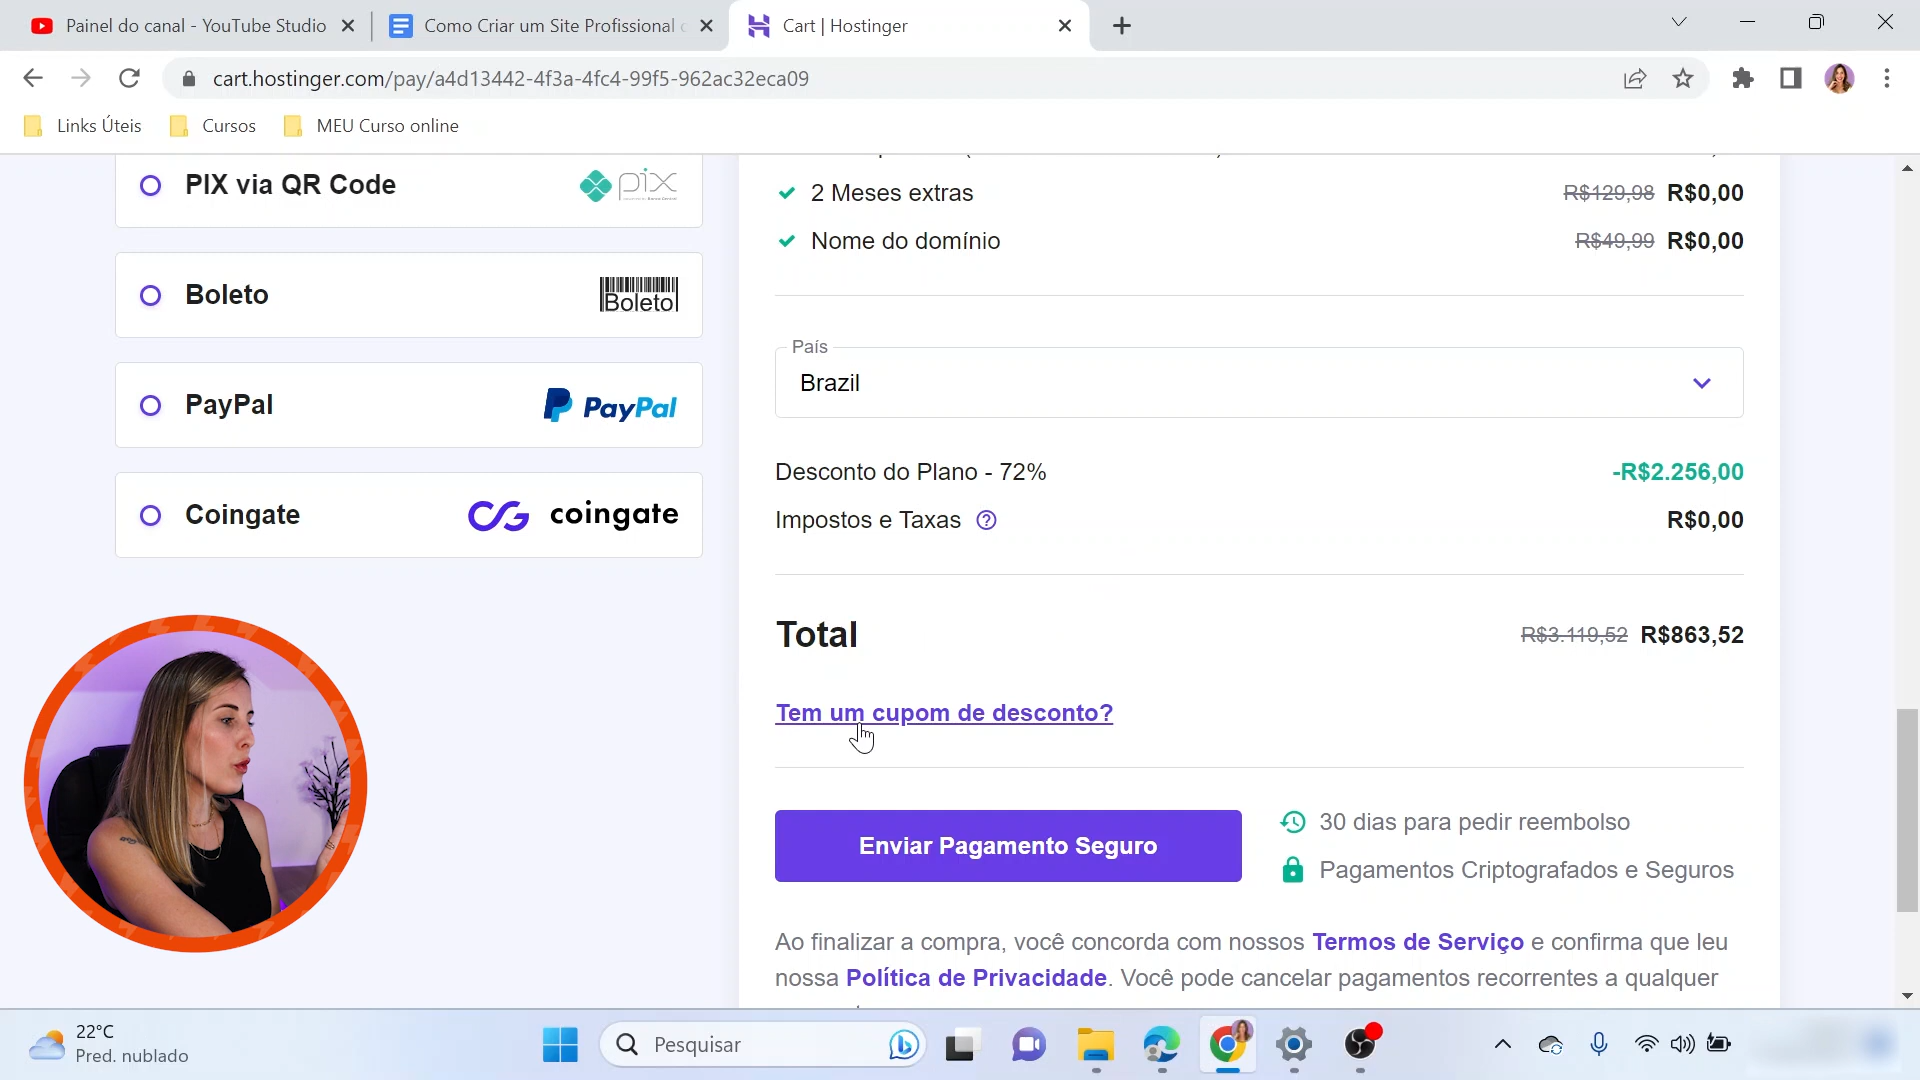 Painel do canal - YouTube Studio
Como Criar um Site Profissional
Cart | Hostinger
cart.hostinger.com/pay/a4d13442-4f3a-4fc4-99f5-962ac32eca09
Links Úteis
Cursos
MEU Curso online
PIX via QR Code
pix
Boleto
Boleto
PayPal
PayPal
Coingate
coingate
2 Meses extras R$129,98 R$0,00
Nome do domínio R$49,99 R$0,00
País
Brazil
Desconto do Plano - 72% -R$2.256,00
Impostos e Taxas R$0,00
Total R$3.119,52 R$863,52
Tem um cupom de desconto?
Enviar Pagamento Seguro
30 dias para pedir reembolso
Pagamentos Criptografados e Seguros
Ao finalizar a compra, você concorda com nossos Termos de Serviço e confirma que leu
nossa Política de Privacidade. Você pode cancelar pagamentos recorrentes a qualquer
22°C
Pred. nublado
Pesquisar